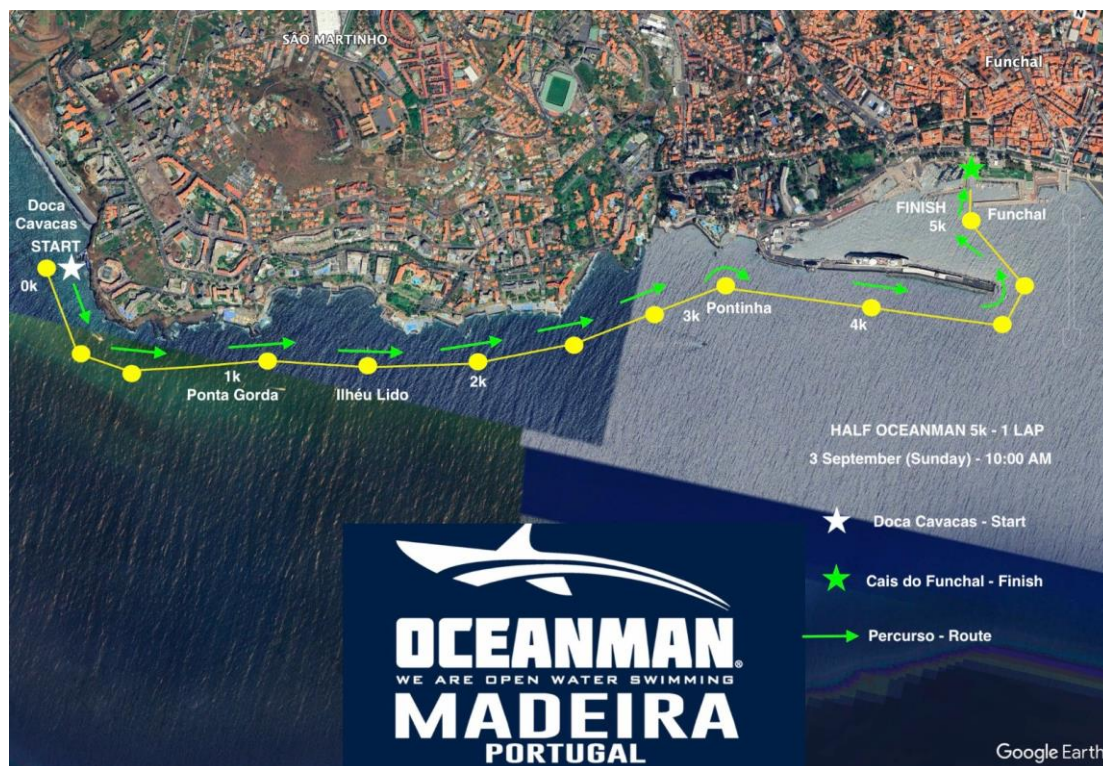 SÃO MARTINHO
N
Funchal
Doca
Cavacas
START
0k
FINISH
5k
Funchal
3k
Pontinha
4k
1k
Ponta Gorda
Ilhéu Lido
2k
HALF OCEANMAN 5k - 1 LAP
3 September (Sunday) - 10:00 AM
Doca Cavacas - Start
Cais do Funchal - Finish
Percurso - Route
OCEANMAN®
WE ARE OPEN WATER SWIMMING
MADEIRA
PORTUGAL
Google Earth